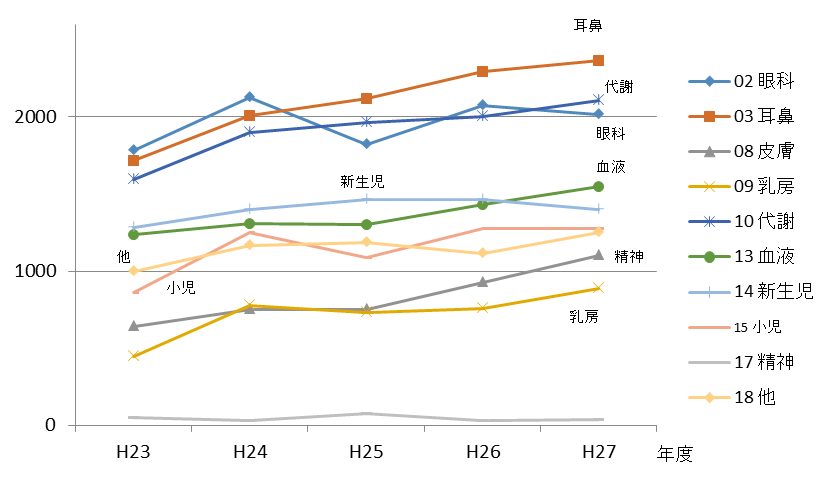 耳鼻
代謝
2000
眼科
血液
新生児
他
小児
精神
1000
乳房
0
H23 H24 H25 H26 H27 年度
02 眼科
03 耳鼻
08 皮膚
09 乳房
10 代謝
13 血液
14 新生児
15 小児
17 精神
18 他